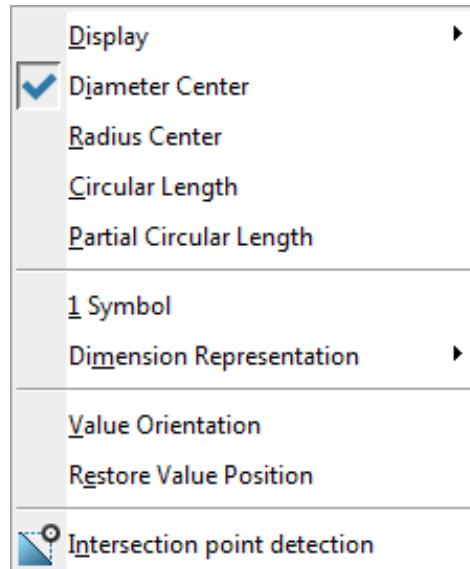 Display
Diameter Center
Radius Center
Circular Length
Partial Circular Length
1 Symbol
Dimension Representation
Value Orientation
Restore Value Position
Intersection point detection